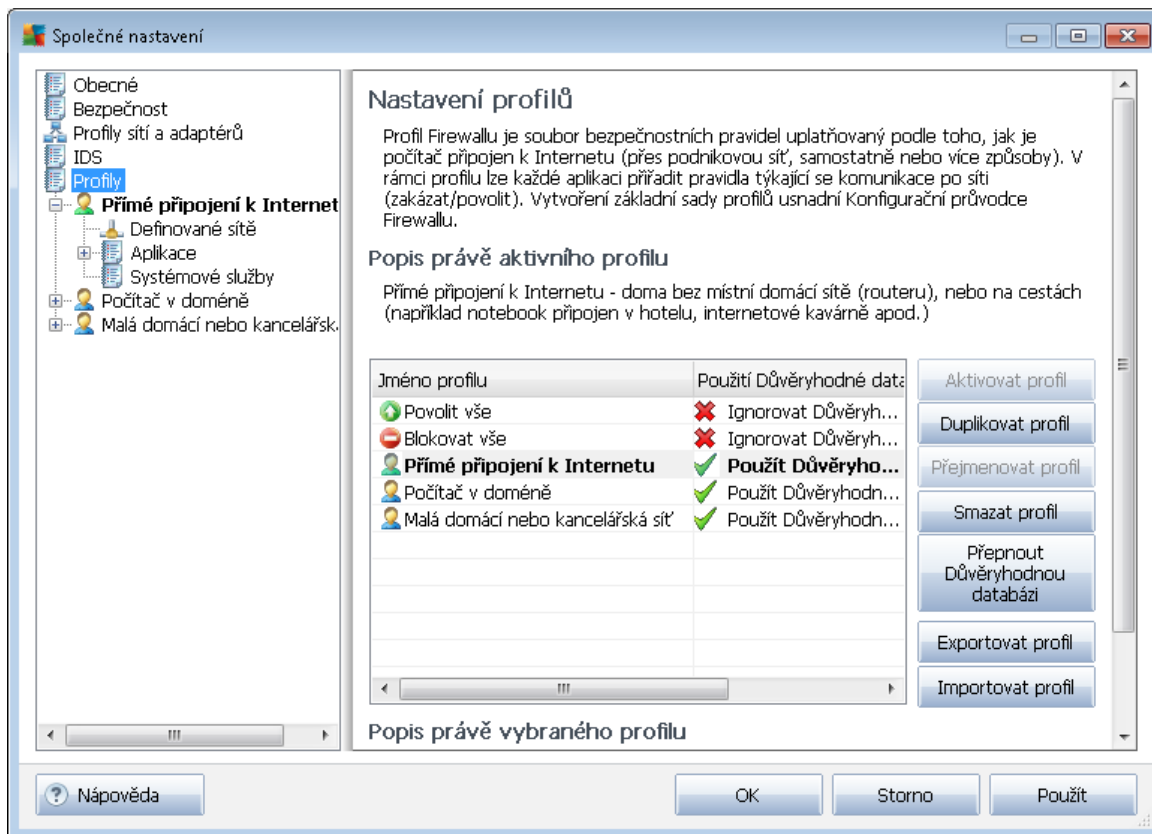 Společné nastavení
Obecné
Bezpečnost
Profily sítí a adaptérů
IDS
Profily
Přímé připojení k Internet
Definované sítě
Aplikace
Systémové služby
Počítač v doméně
Malá domácí nebo kancelářsk
Nastavení profilů
Profil Firewallu je soubor bezpečnostních pravidel uplatňovaný podle toho, jak je
počítač připojen k Internetu (přes podnikovou síť, samostatně nebo více způsoby). V
rámci profilu lze každé aplikaci přiřadit pravidla týkající se komunikace po síti
(zakázat/povolit). Vytvoření základní sady profilů usnadní Konfigurační průvodce
Firewallu.
Popis právě aktivního profilu
Přímé připojení k Internetu - doma bez místní domácí sítě (routeru), nebo na cestách
(například notebook připojen v hotelu, internetové kavárně apod.)
Jméno profilu Použití Důvěryhodné data
Povolit vše Ignorovat Důvěryh...
Blokovat vše Ignorovat Důvěryh...
Přímé připojení k Internetu Použít Důvěryho...
Počítač v doméně Použít Důvěryhodn...
Malá domácí nebo kancelářská síť Použít Důvěryhodn...
Aktivovat profil
Duplikovat profil
Přejmenovat profil
Smazat profil
Přepnout
Důvěryhodnou
databázi
Exportovat profil
Importovat profil
Popis právě vybraného profilu
Nápověda
OK
Storno
Použít